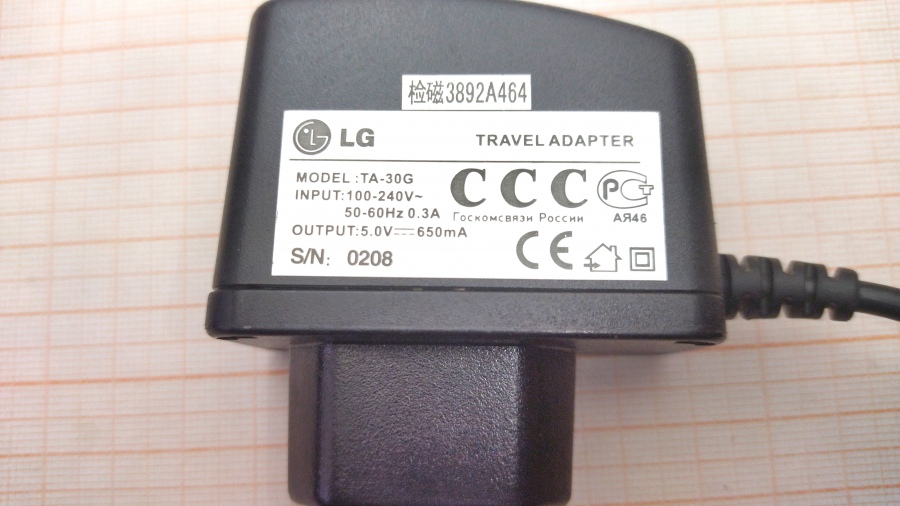 检磁3892A464
LG
TRAVEL ADAPTER
MODEL :TA-30G
INPUT:100-240V~
50-60Hz 0.3A
OUTPUT:5.0V⎓650mA
S/N: 0208
CCC
Госкомсвязи России
РСТ
АЯ46
CE